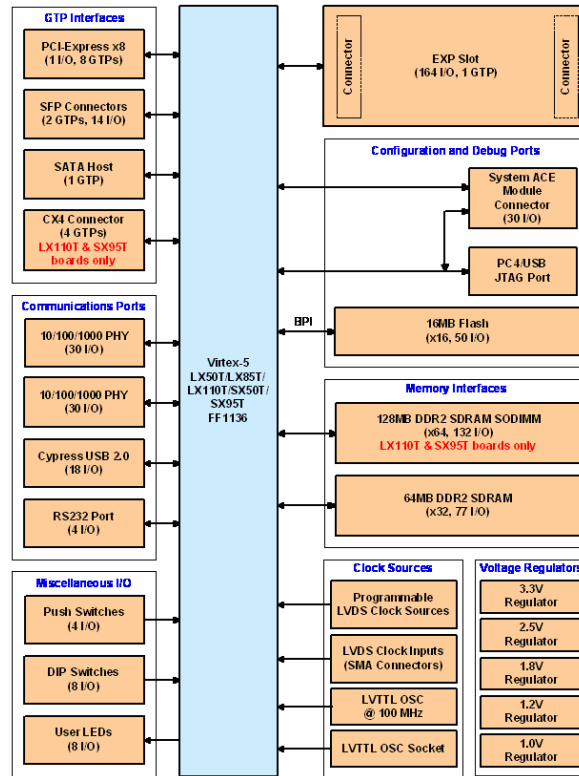 GTP Interfaces
PCI-Express x8
(1 I/O, 8 GTPs)
SFP Connectors
(2 GTPs, 14 I/O)
SATA Host
(1 GTP)
CX4 Connector
(4 GTPs)
LX110T & SX95T
boards only
Communications Ports
10/100/1000 PHY
(30 I/O)
10/100/1000 PHY
(30 I/O)
Cypress USB 2.0
(18 I/O)
RS232 Port
(4 I/O)
Miscellaneous I/O
Push Switches
(4 I/O)
DIP Switches
(8 I/O)
User LEDs
(8 I/O)
Virtex-5
LX50T/LX85T/
LX110T/SX50T/
SX95T
FF1136
Connector
EXP Slot
(164 I/O, 1 GTP)
Connector
Configuration and Debug Ports
System ACE
Module
Connector
(30 I/O)
PC4/USB
JTAG Port
BPI
16MB Flash
(x16, 50 I/O)
Memory Interfaces
128MB DDR2 SDRAM SODIMM
(x64, 132 I/O)
LX110T & SX95T boards only
64MB DDR2 SDRAM
(x32, 77 I/O)
Clock Sources
Programmable
LVDS Clock Sources
LVDS Clock Inputs
(SMA Connectors)
LVTTL OSC
@ 100 MHz
LVTTL OSC Socket
Voltage Regulators
3.3V
Regulator
2.5V
Regulator
1.8V
Regulator
1.2V
Regulator
1.0V
Regulator